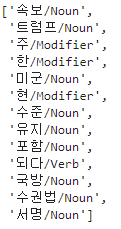 ['속보/Noun',
'트럼프/Noun',
'주/Modifier',
'한/Modifier',
'미군/Noun',
'현/Modifier',
'수준/Noun',
'유지/Noun',
'포함/Noun',
'되다/Verb',
'국방/Noun',
'수권법/Noun',
'서명/Noun']